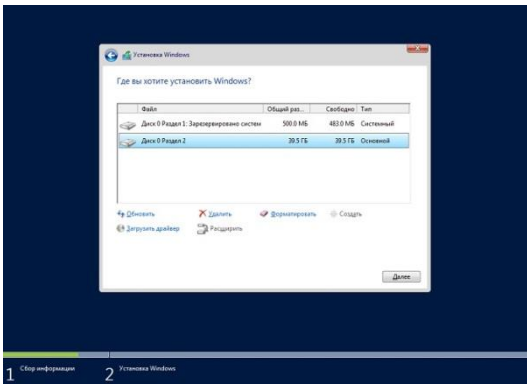 Установка Windows
Где вы хотите установить Windows?
Файл Общий раз... Свободно Тип
Диск 0 Раздел 1: Зарезервировано систем 500.0 МБ 483.0 МБ Системный
Диск 0 Раздел 2 39.5 ГБ 39.5 ГБ Основной
Обновить Удалить Форматировать Создать
Загрузить драйвер Расширить
Далее
1 Сбор информации 2 Установка Windows